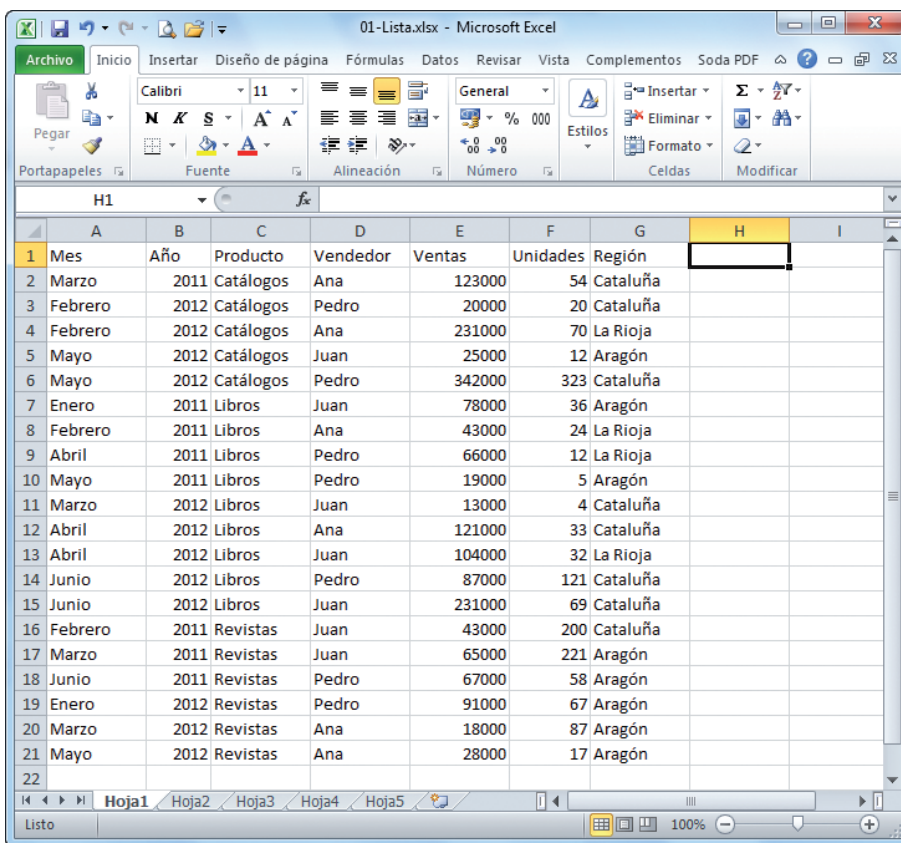 01-Lista.xlsx - Microsoft Excel
Archivo Inicio Insertar Diseño de página Fórmulas Datos Revisar Vista Complementos Soda PDF
Pegar
Portapapeles
Calibri 11
N K S A A
A
Fuente
Alineación
General
% 000
Número
Estilos
Insertar
Eliminar
Formato
Celdas
Σ
Modificar
H1 fx
A B C D E F G H I
1 Mes Año Producto Vendedor Ventas Unidades Región
2 Marzo 2011 Catálogos Ana 123000 54 Cataluña
3 Febrero 2012 Catálogos Pedro 20000 20 Cataluña
4 Febrero 2012 Catálogos Ana 231000 70 La Rioja
5 Mayo 2012 Catálogos Juan 25000 12 Aragón
6 Mayo 2012 Catálogos Pedro 342000 323 Cataluña
7 Enero 2011 Libros Juan 78000 36 Aragón
8 Febrero 2011 Libros Ana 43000 24 La Rioja
9 Abril 2011 Libros Pedro 66000 12 La Rioja
10 Mayo 2011 Libros Pedro 19000 5 Aragón
11 Marzo 2012 Libros Juan 13000 4 Cataluña
12 Abril 2012 Libros Ana 121000 33 Cataluña
13 Abril 2012 Libros Juan 104000 32 La Rioja
14 Junio 2012 Libros Pedro 87000 121 Cataluña
15 Junio 2012 Libros Juan 231000 69 Cataluña
16 Febrero 2011 Revistas Juan 43000 200 Cataluña
17 Marzo 2011 Revistas Juan 65000 221 Aragón
18 Junio 2011 Revistas Pedro 67000 58 Aragón
19 Enero 2012 Revistas Pedro 91000 67 Aragón
20 Marzo 2012 Revistas Ana 18000 87 Aragón
21 Mayo 2012 Revistas Ana 28000 17 Aragón
22
Hoja1 Hoja2 Hoja3 Hoja4 Hoja5
Listo 100%